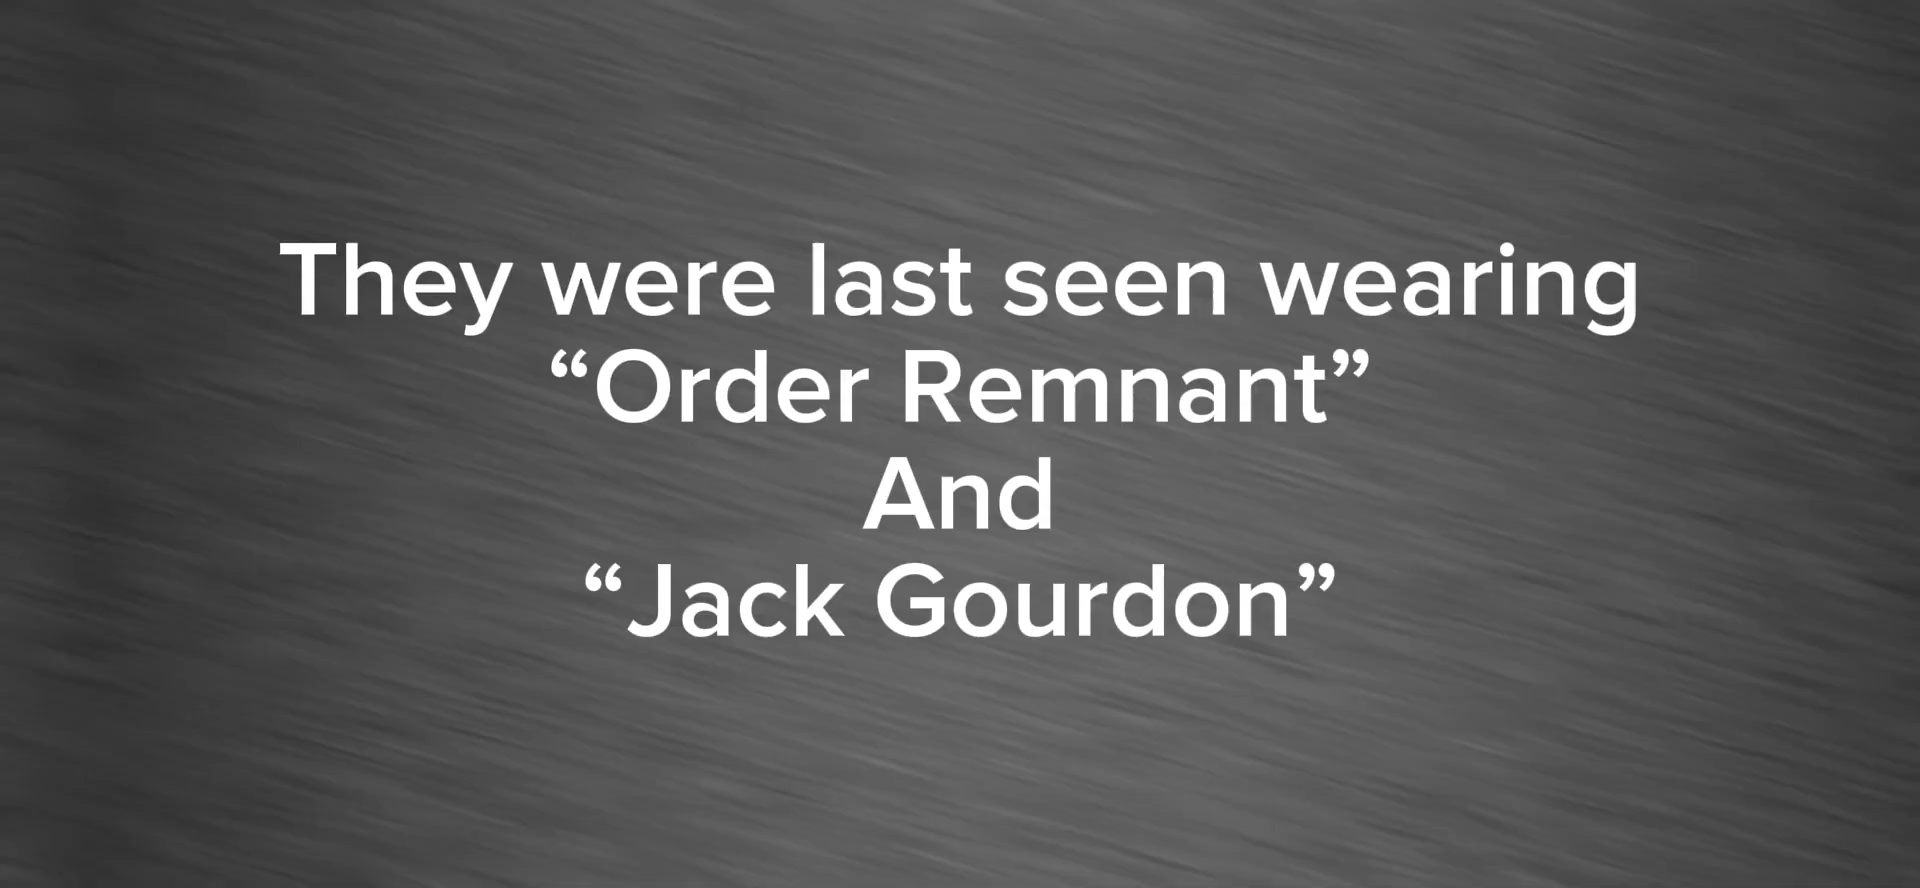 They were last seen wearing
“Order Remnant”
And
“Jack Gourdon”